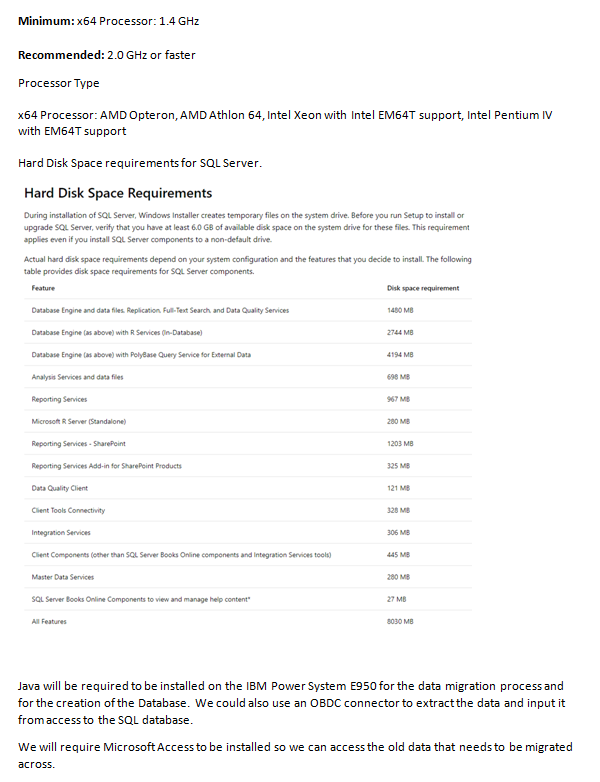 Minimum: x64 Processor: 1.4 GHz
Recommended: 2.0 GHz or faster
Processor Type
x64 Processor: AMD Opteron, AMD Athlon 64, Intel Xeon with Intel EM64T support, Intel Pentium IV
with EM64T support
Hard Disk Space requirements for SQL Server.
Hard Disk Space Requirements
During installation of SQL Server, Windows Installer creates temporary files on the system drive. Before you run Setup to install or
upgrade SQL Server, verify that you have at least 6.0 GB of available disk space on the system drive for these files. This requirement
applies even if you install SQL Server components to a non-default drive.
Actual hard disk space requirements depend on your system configuration and the features that you decide to install. The following
table provides disk space requirements for SQL Server components.
Feature Disk space requirement
Database Engine and data files, Replication, Full-Text Search, and Data Quality Services 1480 MB
Database Engine (as above) with R Services (In-Database) 2744 MB
Database Engine (as above) with PolyBase Query Service for External Data 4194 MB
Analysis Services and data files 698 MB
Reporting Services 967 MB
Microsoft R Server (Standalone) 280 MB
Reporting Services - SharePoint 1203 MB
Reporting Services Add-in for SharePoint Products 325 MB
Data Quality Client 121 MB
Client Tools Connectivity 328 MB
Integration Services 306 MB
Client Components (other than SQL Server Books Online components and Integration Services tools) 445 MB
Master Data Services 280 MB
SQL Server Books Online Components to view and manage help content* 27 MB
All Features 8030 MB
Java will be required to be installed on the IBM Power System E950 for the data migration process and
for the creation of the Database. We could also use an OBDC connector to extract the data and input it
from access to the SQL database.
We will require Microsoft Access to be installed so we can access the old data that needs to be migrated
across.